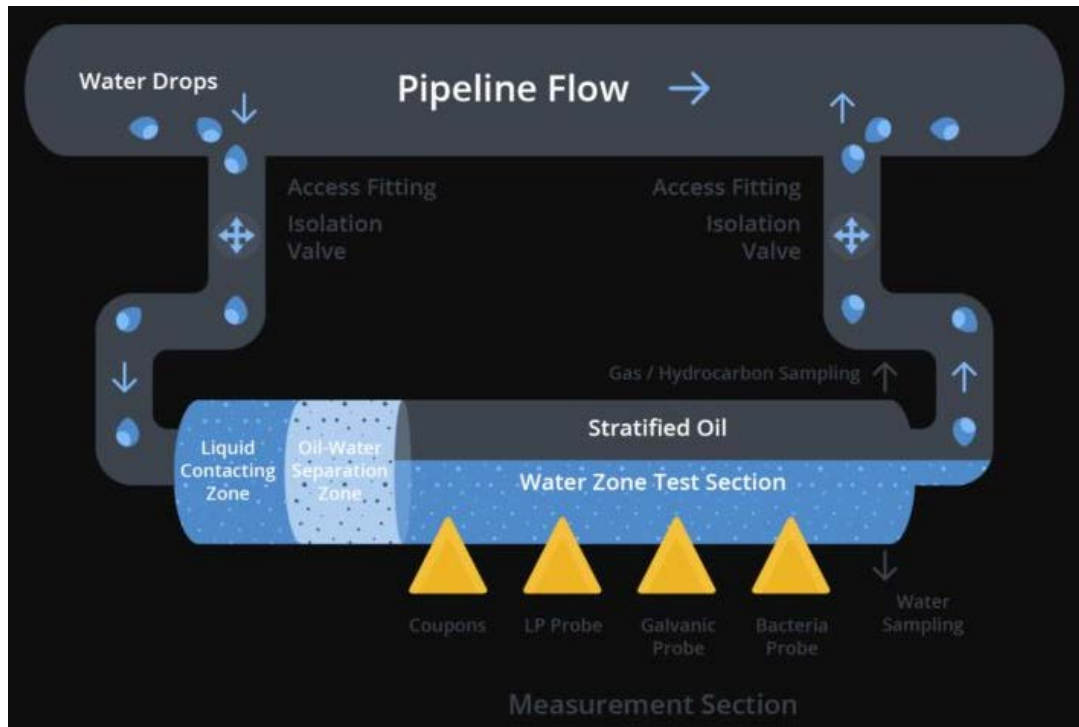 Water Drops
Pipeline Flow
Access Fitting
Isolation
Valve
Access Fitting
Isolation
Valve
Gas / Hydrocarbon Sampling
Stratified Oil
Liquid
Contacting
Zone
Oil-Water
Separation
Zone
Water Zone Test Section
Coupons
LP Probe
Galvanic
Probe
Bacteria
Probe
Water
Sampling
Measurement Section